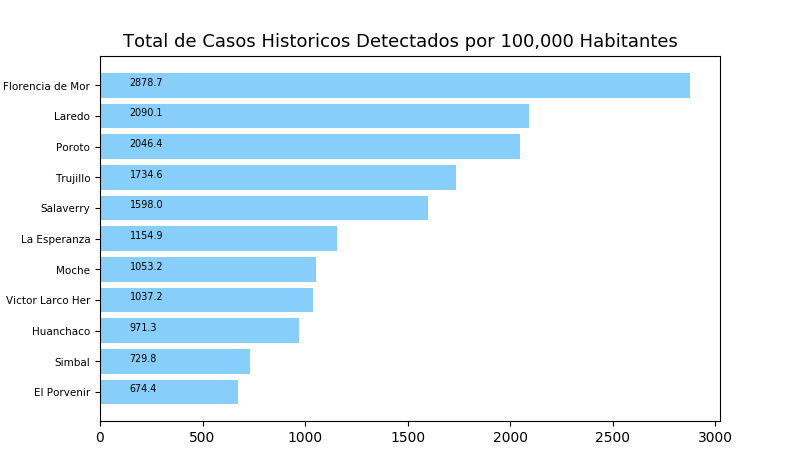 Total de Casos Historicos Detectados por 100,000 Habitantes
Florencia de Mor 2878.7
Laredo 2090.1
Poroto 2046.4
Trujillo 1734.6
Salaverry 1598.0
La Esperanza 1154.9
Moche 1053.2
Victor Larco Her 1037.2
Huanchaco 971.3
Simbal 729.8
El Porvenir 674.4
0 500 1000 1500 2000 2500 3000